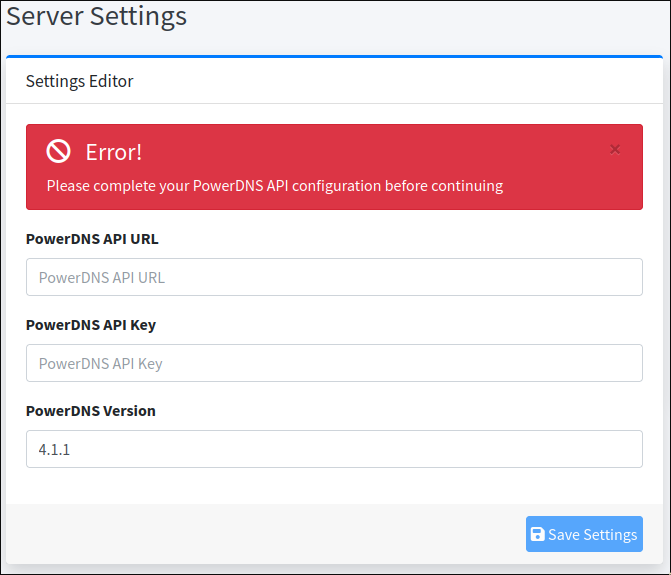 Server Settings
Settings Editor
Error!
×
Please complete your PowerDNS API configuration before continuing
PowerDNS API URL
PowerDNS API URL
PowerDNS API Key
PowerDNS API Key
PowerDNS Version
4.1.1
Save Settings